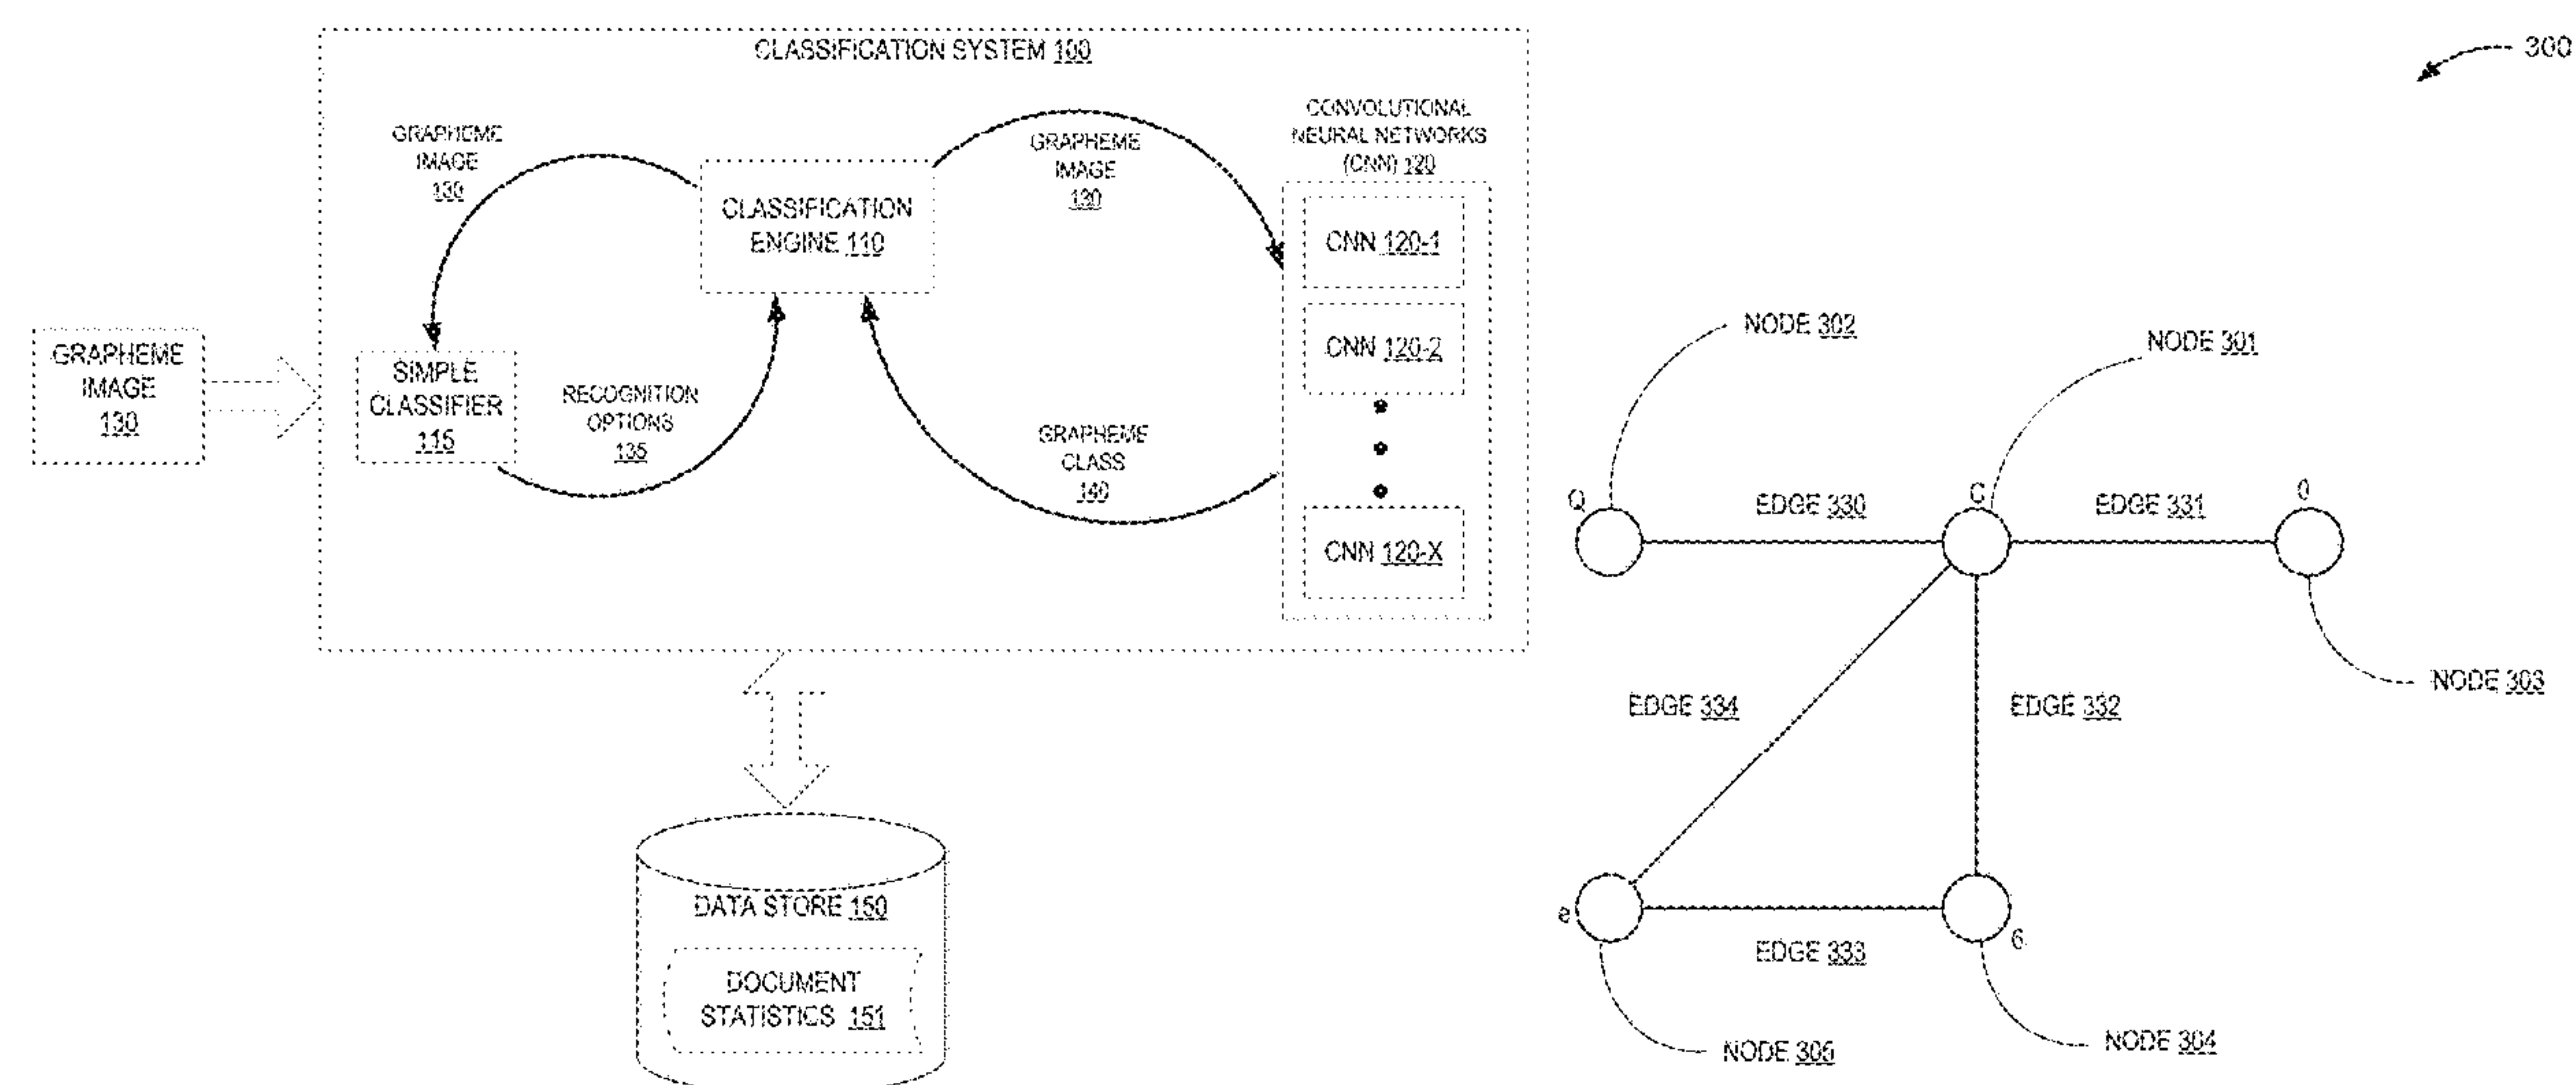 CLASSIFICATION SYSTEM 100
GRAPHEME
IMAGE
130
GRAPHEME
IMAGE
130
CLASSIFICATION
ENGINE 110
GRAPHEME
IMAGE
130
CONVOLUTIONAL
NEURAL NETWORKS
(CNN) 120
CNN 120-1
CNN 120-2
CNN 120-X
SIMPLE
CLASSIFIER
115
RECOGNITION
OPTIONS
135
GRAPHEME
CLASS
140
DATA STORE 150
DOCUMENT
STATISTICS 151
300
NODE 302
NODE 301
Q
EDGE 330
C
EDGE 331
0
NODE 303
EDGE 334
EDGE 332
e
EDGE 333
6
NODE 305
NODE 304